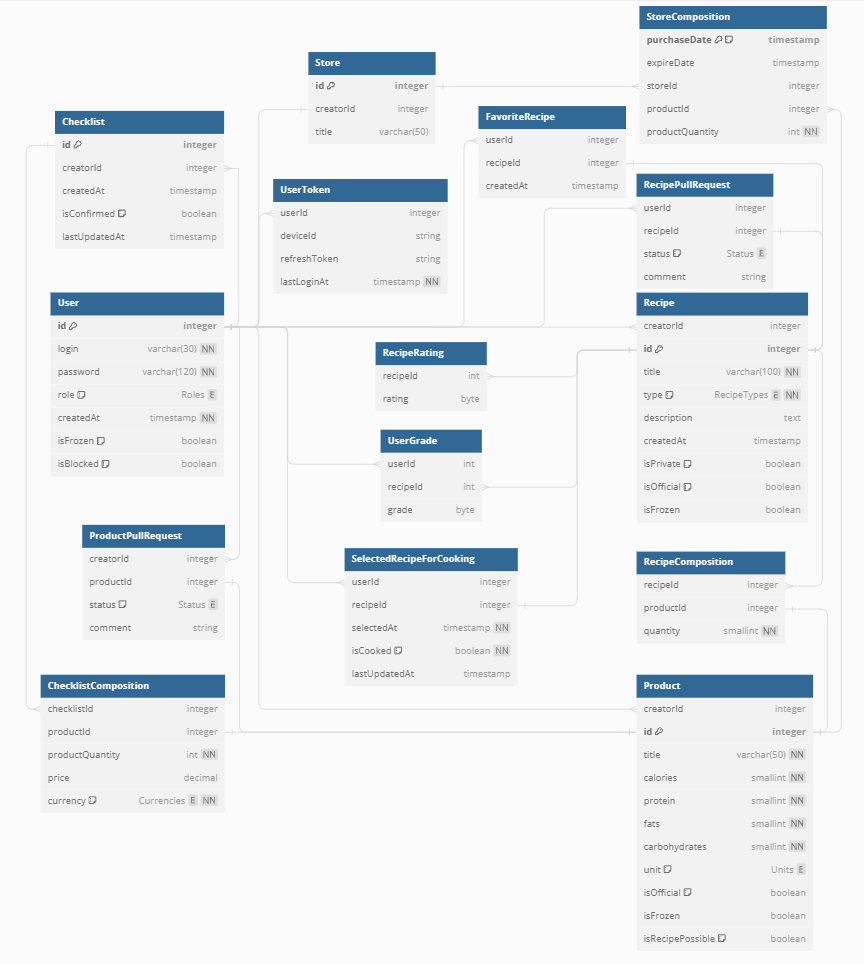 StoreComposition
purchaseDate timestamp
expireDate timestamp
storeId integer
productId integer
productQuantity int NN
Store
id integer
creatorId integer
title varchar(50)
FavoriteRecipe
userId integer
recipeId integer
createdAt timestamp
Checklist
id integer
creatorId integer
createdAt timestamp
isConfirmed boolean
lastUpdatedAt timestamp
UserToken
userId integer
deviceId string
refreshToken string
lastLoginAt timestamp NN
RecipePullRequest
userId integer
recipeId integer
status Status E
comment string
User
id integer
login varchar(30) NN
password varchar(120) NN
role Roles E
createdAt timestamp NN
isFrozen boolean
isBlocked boolean
Recipe
creatorId integer
id integer
title varchar(100) NN
type RecipeTypes E NN
description text
createdAt timestamp
isPrivate boolean
isOfficial boolean
isFrozen boolean
RecipeRating
recipeId int
rating byte
UserGrade
userId int
recipeId int
grade byte
ProductPullRequest
creatorId integer
productId integer
status Status E
comment string
SelectedRecipeForCooking
userId integer
recipeId integer
selectedAt timestamp NN
isCooked boolean NN
lastUpdatedAt timestamp
RecipeComposition
recipeId integer
productId integer
quantity smallint NN
ChecklistComposition
checklistId integer
productId integer
productQuantity int NN
price decimal
currency Currencies E NN
Product
creatorId integer
id integer
title varchar(50) NN
calories smallint NN
protein smallint NN
fats smallint NN
carbohydrates smallint NN
unit Units E
isOfficial boolean
isFrozen boolean
isRecipePossible boolean